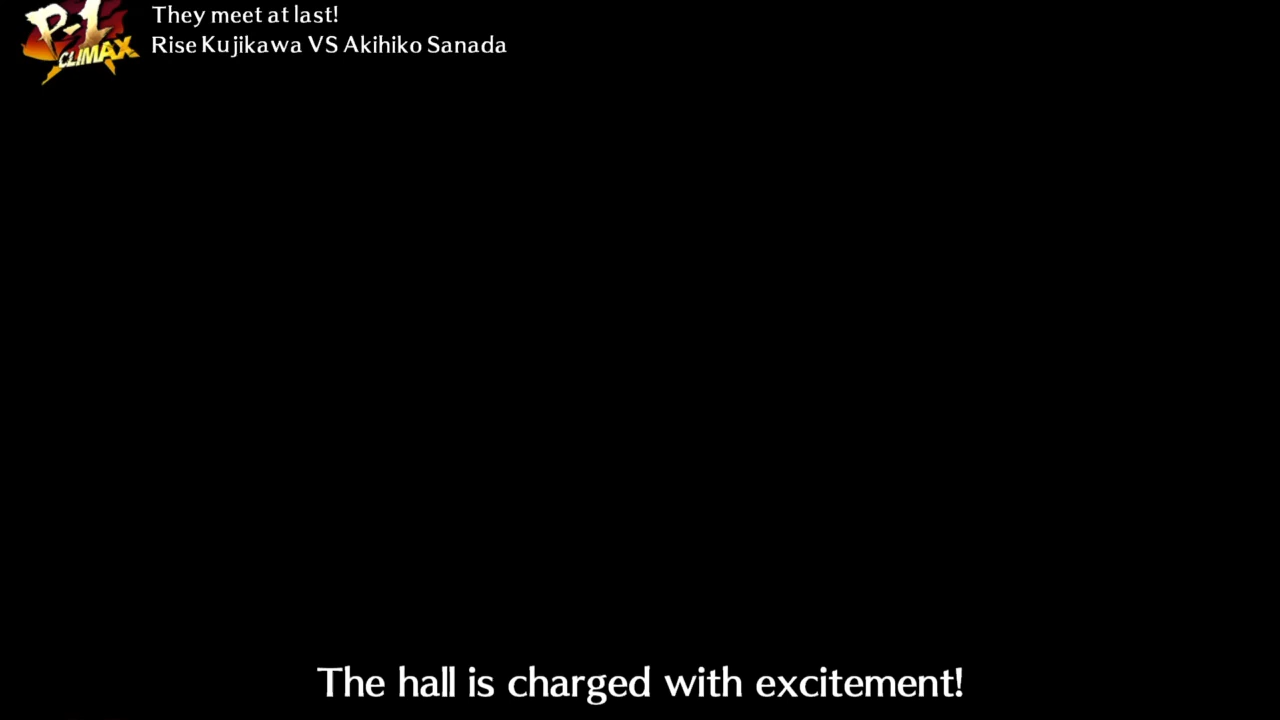 P-1
CLIMAX
They meet at last!
Rise Kujikawa VS Akihiko Sanada
The hall is charged with excitement!